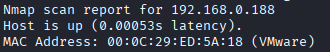 Nmap scan report for 192.168.0.188
Host is up (0.00053s latency).
MAC Address: 00:0C:29:ED:5A:18 (VMware)